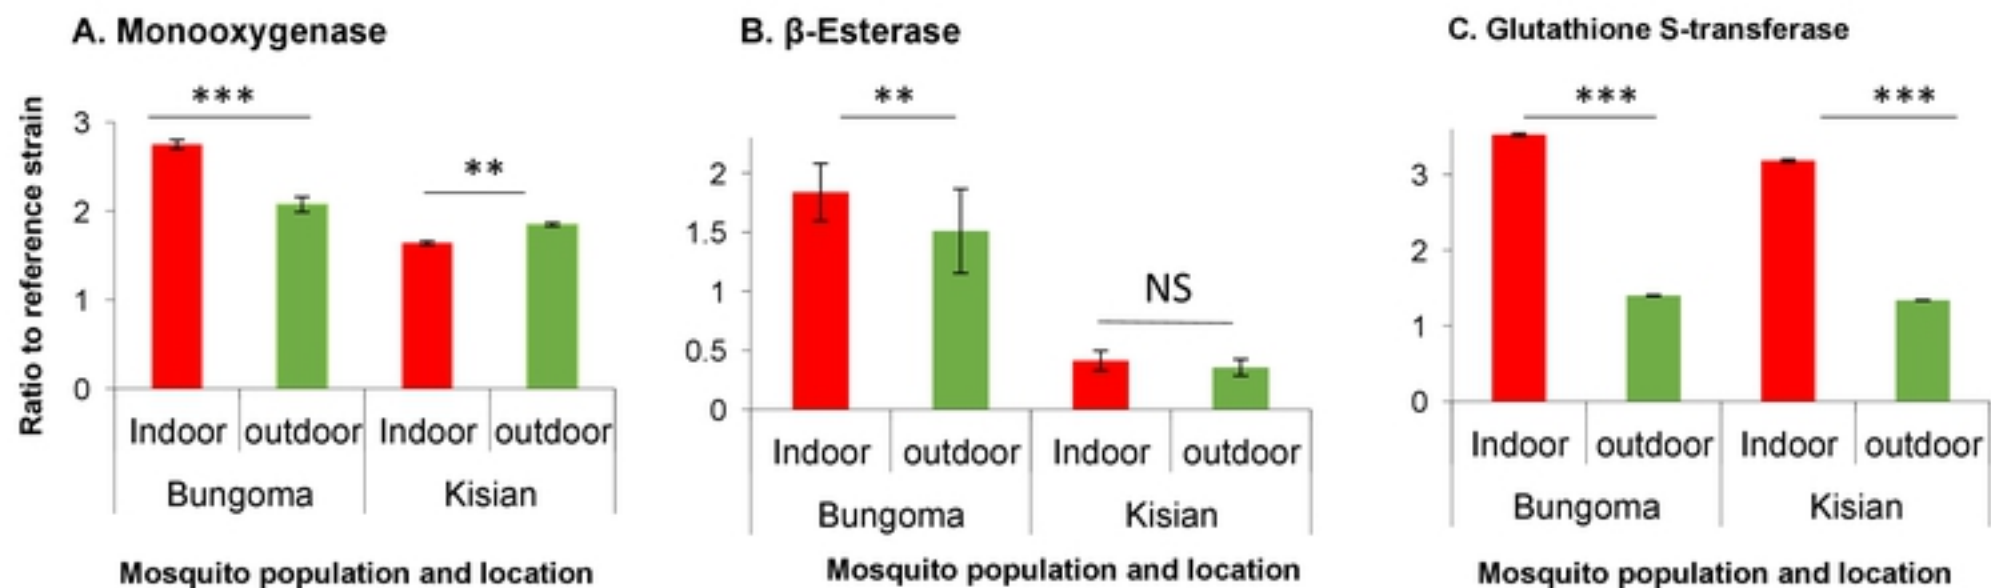 A. Monooxygenase
Ratio to reference strain
***
**
3
2
1
0
Indoor outdoor Indoor outdoor
Bungoma Kisian
Mosquito population and location
B. β-Esterase
**
NS
2
1.5
1
0.5
0
Indoor outdoor Indoor outdoor
Bungoma Kisian
Mosquito population and location
C. Glutathione S-transferase
*** ***
3
2
1
0
Indoor outdoor Indoor outdoor
Bungoma Kisian
Mosquito population and location